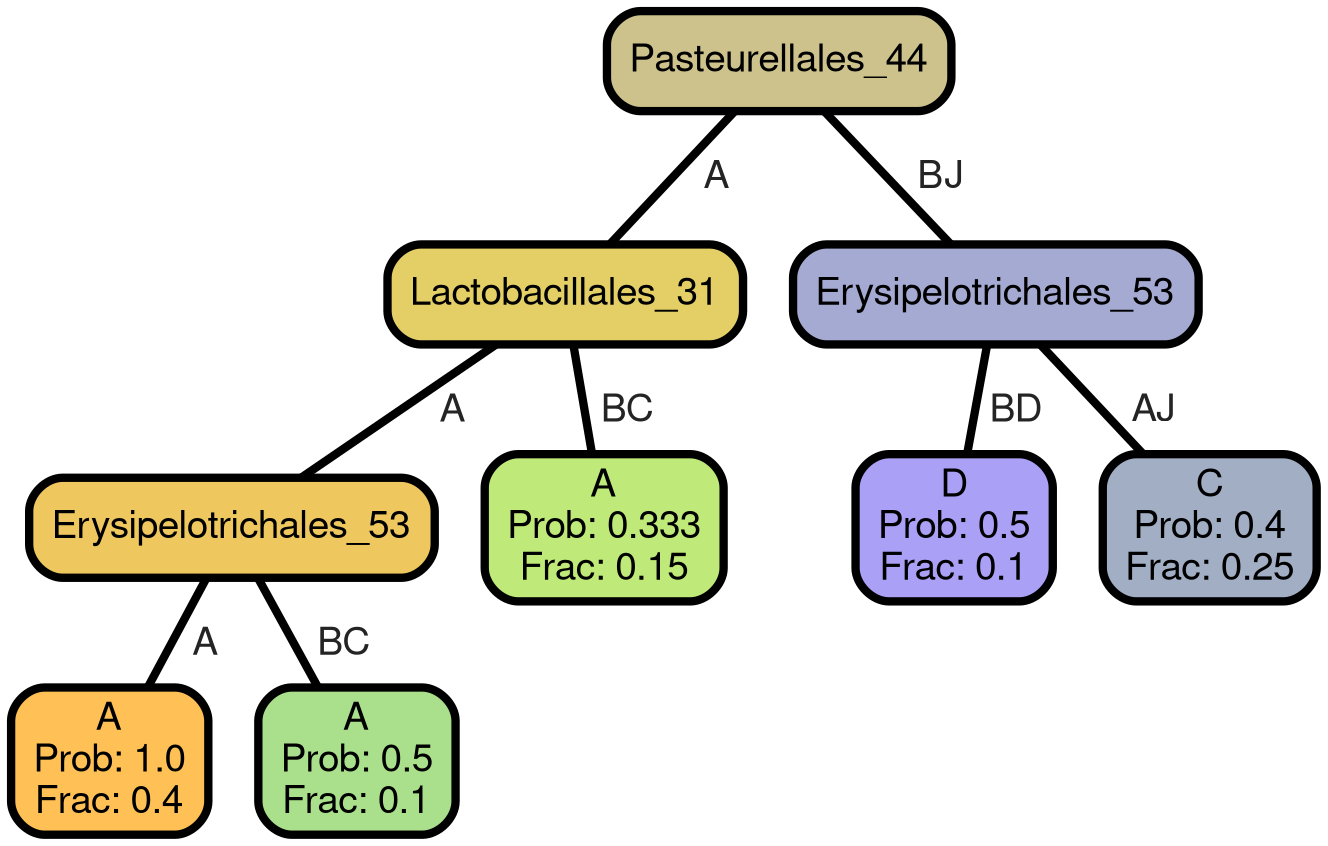 Pasteurellales_44
A
BJ
Lactobacillales_31
Erysipelotrichales_53
A
BC
BD
AJ
Erysipelotrichales_53
A
Prob: 0.333
Frac: 0.15
D
Prob: 0.5
Frac: 0.1
C
Prob: 0.4
Frac: 0.25
A
BC
A
Prob: 1.0
Frac: 0.4
A
Prob: 0.5
Frac: 0.1